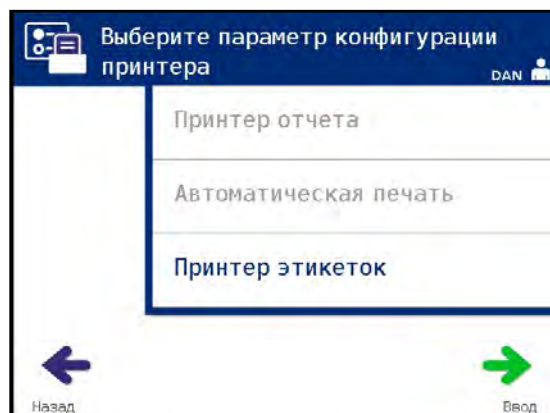 Выберите параметр конфигурации
принтера
DAN
Принтер отчета
Автоматическая печать
Принтер этикеток
Назад
Ввод